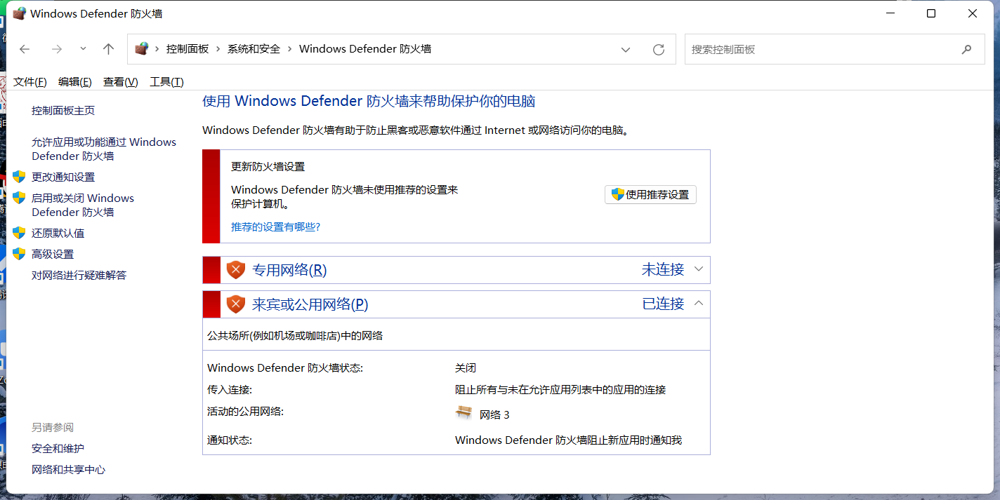 Windows Defender 防火墙
控制面板 › 系统和安全 › Windows Defender 防火墙
搜索控制面板
文件(F) 编辑(E) 查看(V) 工具(T)
控制面板主页
允许应用或功能通过 Windows
Defender 防火墙
更改通知设置
启用或关闭 Windows
Defender 防火墙
还原默认值
高级设置
对网络进行疑难解答
另请参阅
安全和维护
网络和共享中心
使用 Windows Defender 防火墙来帮助保护你的电脑
Windows Defender 防火墙有助于防止黑客或恶意软件通过 Internet 或网络访问你的电脑。
更新防火墙设置
Windows Defender 防火墙未使用推荐的设置来
保护计算机。
使用推荐设置
推荐的设置有哪些?
专用网络(R) 未连接
来宾或公用网络(P) 已连接
公共场所(例如机场或咖啡店)中的网络
Windows Defender 防火墙状态: 关闭
传入连接: 阻止所有与未在允许应用列表中的应用的连接
活动的公用网络: 网络 3
通知状态: Windows Defender 防火墙阻止新应用时通知我